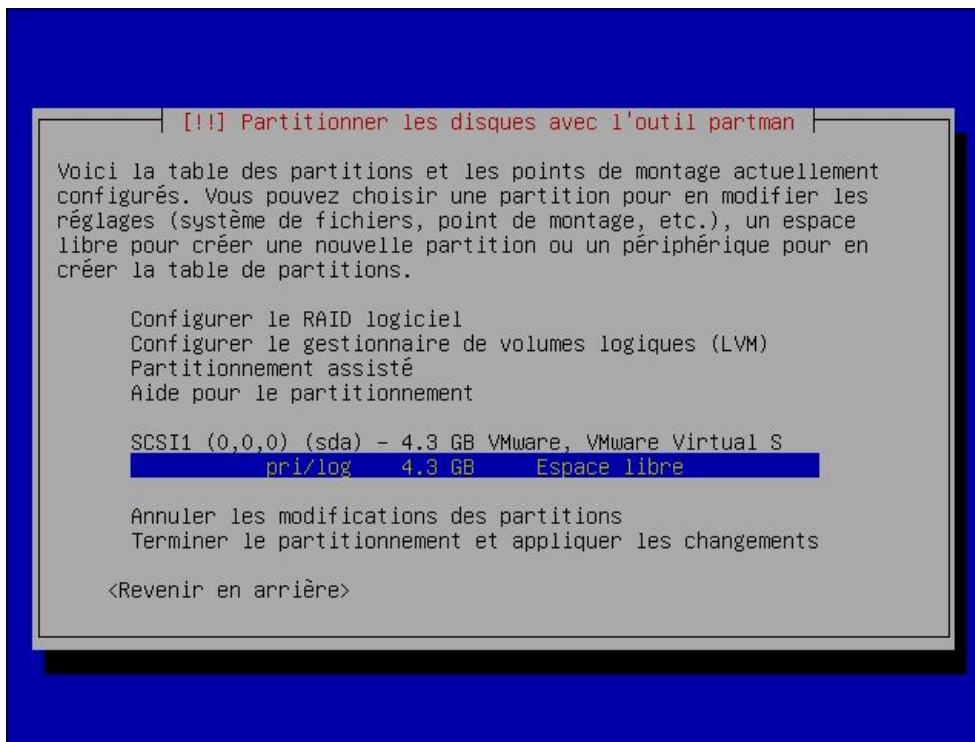 [!!] Partitionner les disques avec l'outil partman
Voici la table des partitions et les points de montage actuellement
configurés. Vous pouvez choisir une partition pour en modifier les
réglages (système de fichiers, point de montage, etc.), un espace
libre pour créer une nouvelle partition ou un périphérique pour en
créer la table de partitions.
Configurer le RAID logiciel
Configurer le gestionnaire de volumes logiques (LVM)
Partitionnement assisté
Aide pour le partitionnement
SCSI1 (0,0,0) (sda) – 4.3 GB VMware, VMware Virtual S
pri/log 4.3 GB Espace libre
Annuler les modifications des partitions
Terminer le partitionnement et appliquer les changements
<Revenir en arrière>